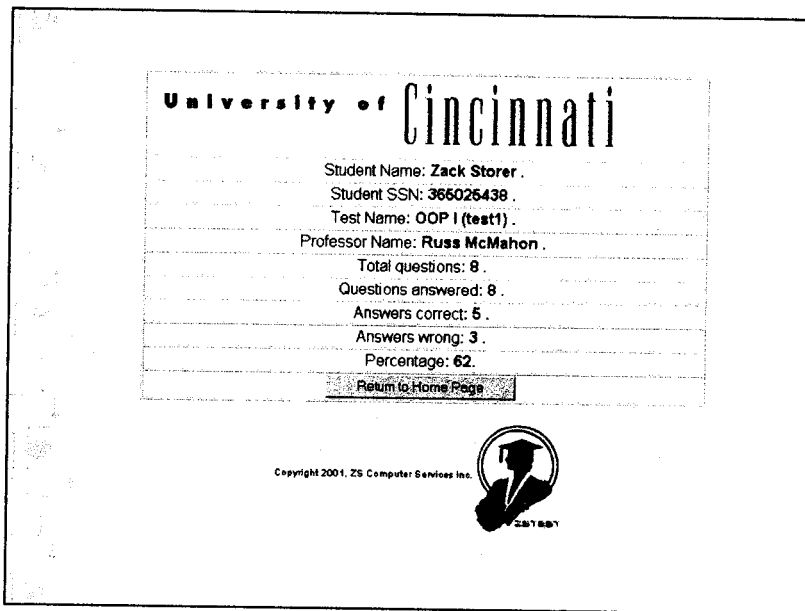 University of Cincinnati
Student Name: Zack Storer .
Student SSN: 365025438 .
Test Name: OOP I (test1) .
Professor Name: Russ McMahon .
Total questions: 8 .
Questions answered: 8 .
Answers correct: 5 .
Answers wrong: 3 .
Percentage: 62.
Return to Home Page
Copyright 2001, ZS Computer Services Inc.
ZSTEST